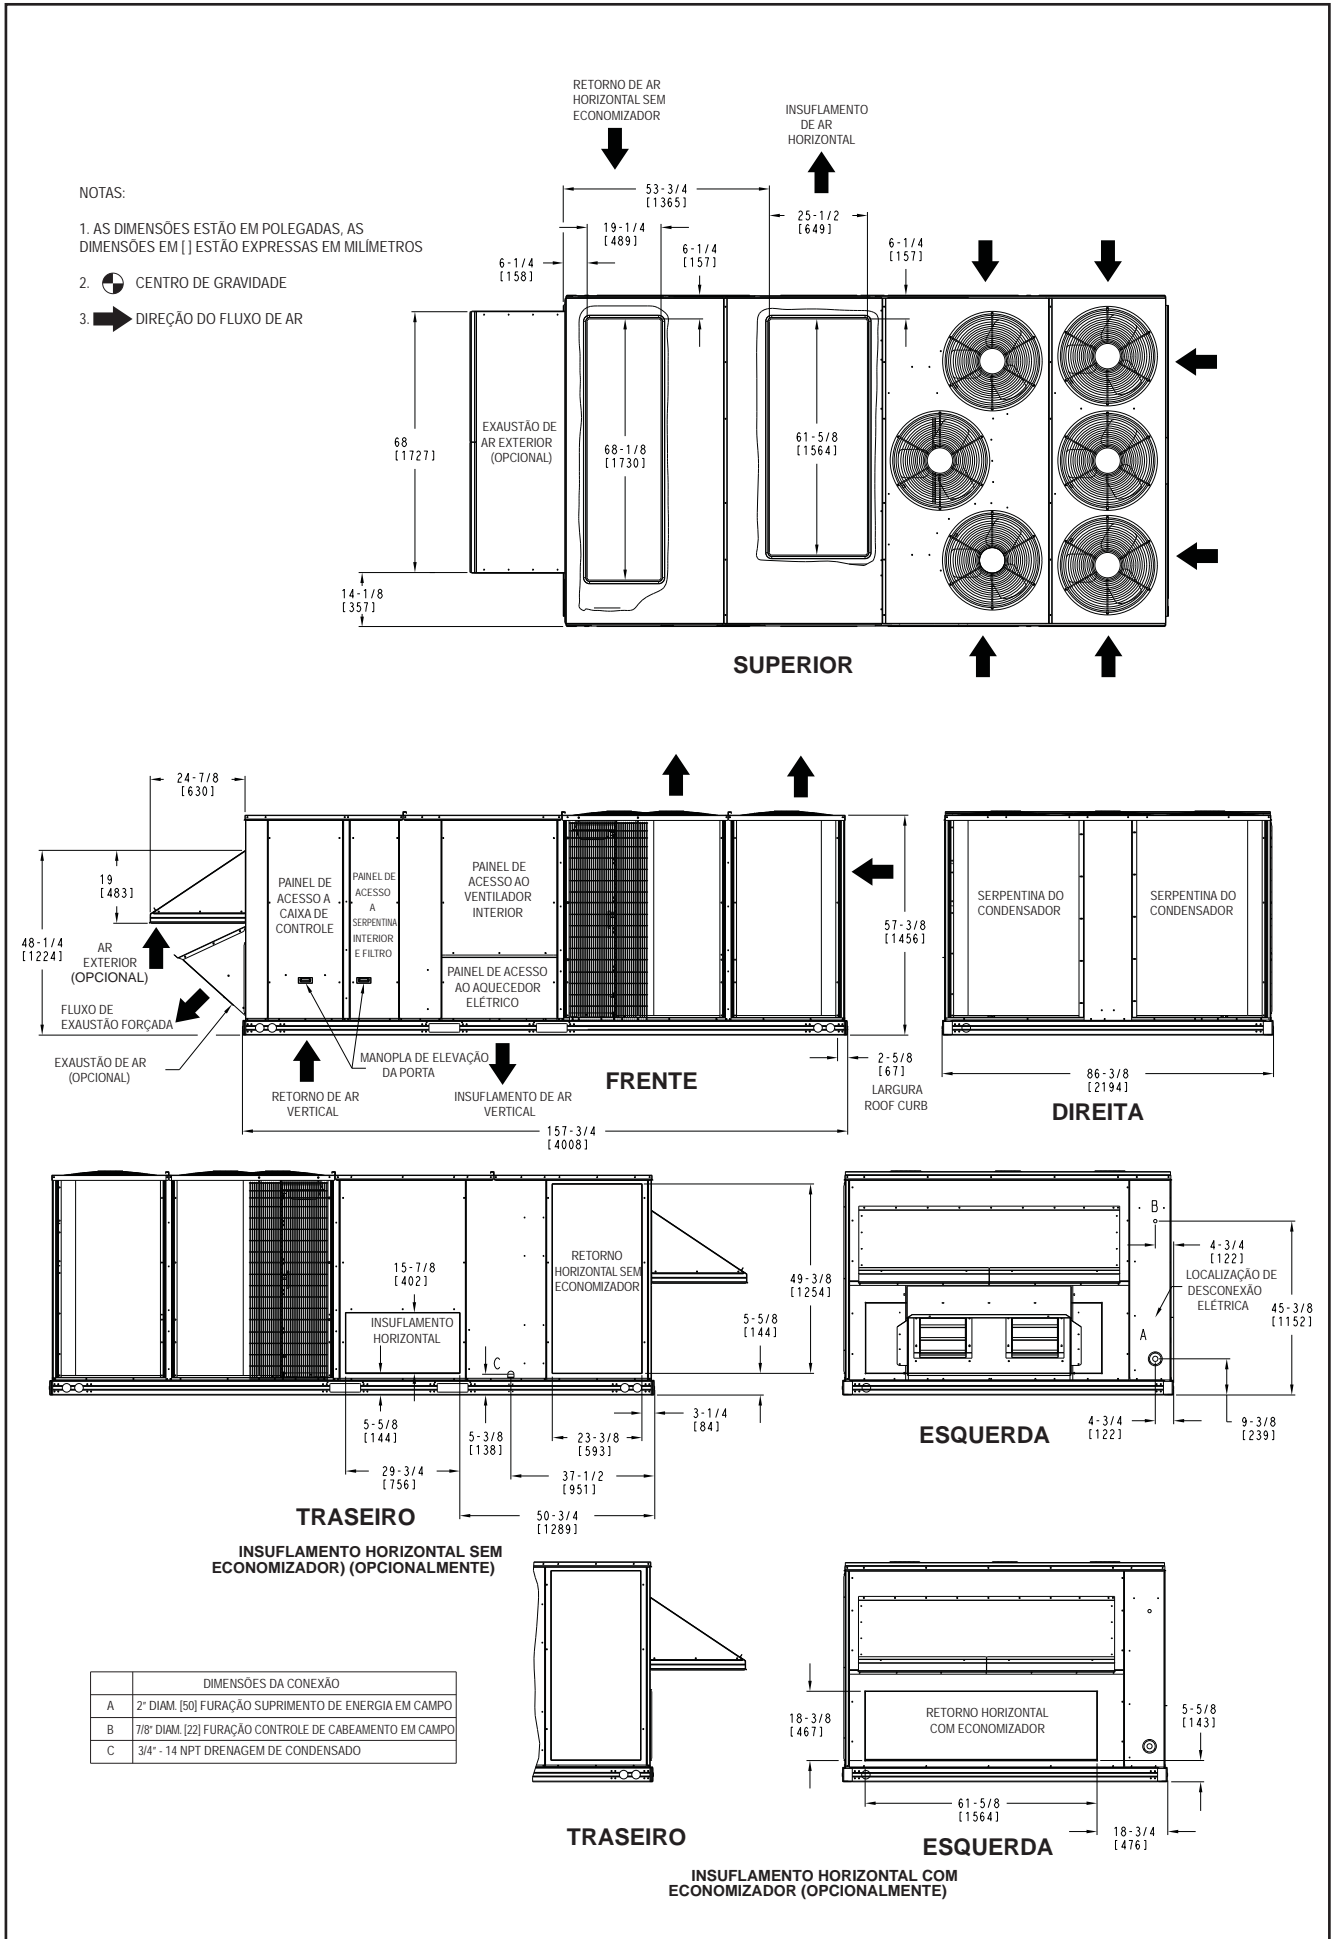 RETORNO DE AR
HORIZONTAL SEM
ECONOMIZADOR
INSUFLAMENTO
DE AR
HORIZONTAL
NOTAS:
1. AS DIMENSÕES ESTÃO EM POLEGADAS, AS
DIMENSÕES EM [ ] ESTÃO EXPRESSAS EM MILÍMETROS
2. CENTRO DE GRAVIDADE
3. DIREÇÃO DO FLUXO DE AR
53-3/4
[1365]
19-1/4
[489]
25-1/2
[649]
6-1/4
[158]
6-1/4
[157]
6-1/4
[157]
68
[1727]
EXAUSTÃO DE
AR EXTERIOR
(OPCIONAL)
68-1/8
[1730]
61-5/8
[1564]
14-1/8
[357]
SUPERIOR
24-7/8
[630]
19
[483]
48-1/4
[1224]
AR
EXTERIOR
(OPCIONAL)
FLUXO DE
EXAUSTÃO FORÇADA
EXAUSTÃO DE AR
(OPCIONAL)
PAINEL DE
ACESSO A
CAIXA DE
CONTROLE
PAINEL DE
ACESSO
A
SERPENTINA
INTERIOR
E FILTRO
PAINEL DE
ACESSO AO
VENTILADOR
INTERIOR
PAINEL DE ACESSO
AO AQUECEDOR
ELÉTRICO
57-3/8
[1456]
MANOPLA DE ELEVAÇÃO
DA PORTA
RETORNO DE AR
VERTICAL
INSUFLAMENTO DE AR
VERTICAL
FRENTE
2-5/8
[67]
LARGURA
ROOF CURB
157-3/4
[4008]
SERPENTINA DO
CONDENSADOR
SERPENTINA DO
CONDENSADOR
86-3/8
[2194]
DIREITA
15-7/8
[402]
INSUFLAMENTO
HORIZONTAL
C
RETORNO
HORIZONTAL SEM
ECONOMIZADOR
49-3/8
[1254]
5-5/8
[144]
5-5/8
[144]
5-3/8
[138]
23-3/8
[593]
3-1/4
[84]
29-3/4
[756]
37-1/2
[951]
50-3/4
[1289]
TRASEIRO
INSUFLAMENTO HORIZONTAL SEM
ECONOMIZADOR) (OPCIONALMENTE)
B
4-3/4
[122]
LOCALIZAÇÃO DE
DESCONEXÃO
ELÉTRICA
A
45-3/8
[1152]
4-3/4
[122]
9-3/8
[239]
ESQUERDA
DIMENSÕES DA CONEXÃO
A 2" DIAM. [50] FURAÇÃO SUPRIMENTO DE ENERGIA EM CAMPO
B 7/8" DIAM. [22] FURAÇÃO CONTROLE DE CABEAMENTO EM CAMPO
C 3/4" - 14 NPT DRENAGEM DE CONDENSADO
TRASEIRO
18-3/8
[467]
RETORNO HORIZONTAL
COM ECONOMIZADOR
5-5/8
[143]
61-5/8
[1564]
18-3/4
[476]
ESQUERDA
INSUFLAMENTO HORIZONTAL COM
ECONOMIZADOR (OPCIONALMENTE)